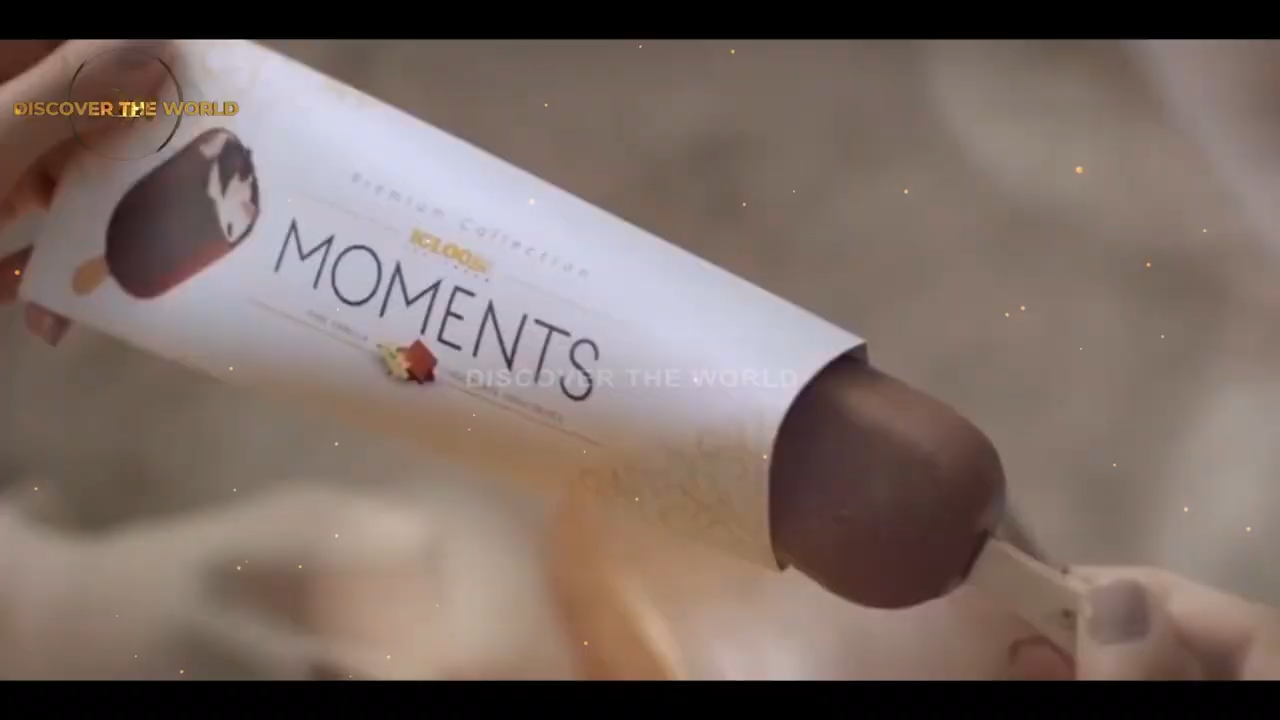 DISCOVER THE WORLD
Premium Collection
IGLOO
MOMENTS
DISCOVER THE WORLD